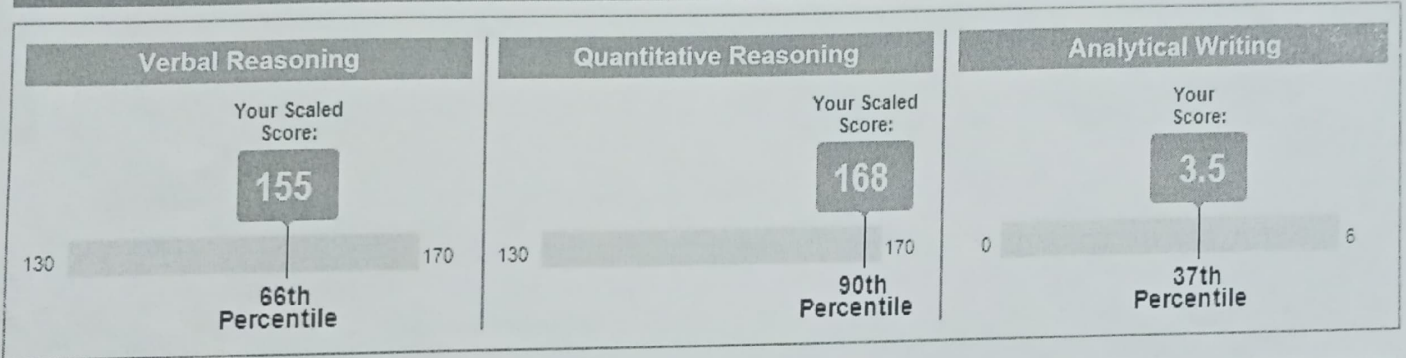 Verbal Reasoning
Your Scaled
Score:
155
130
170
66th
Percentile
Quantitative Reasoning
Your Scaled
Score:
168
130
170
90th
Percentile
Analytical Writing
Your
Score:
3.5
0
6
37th
Percentile